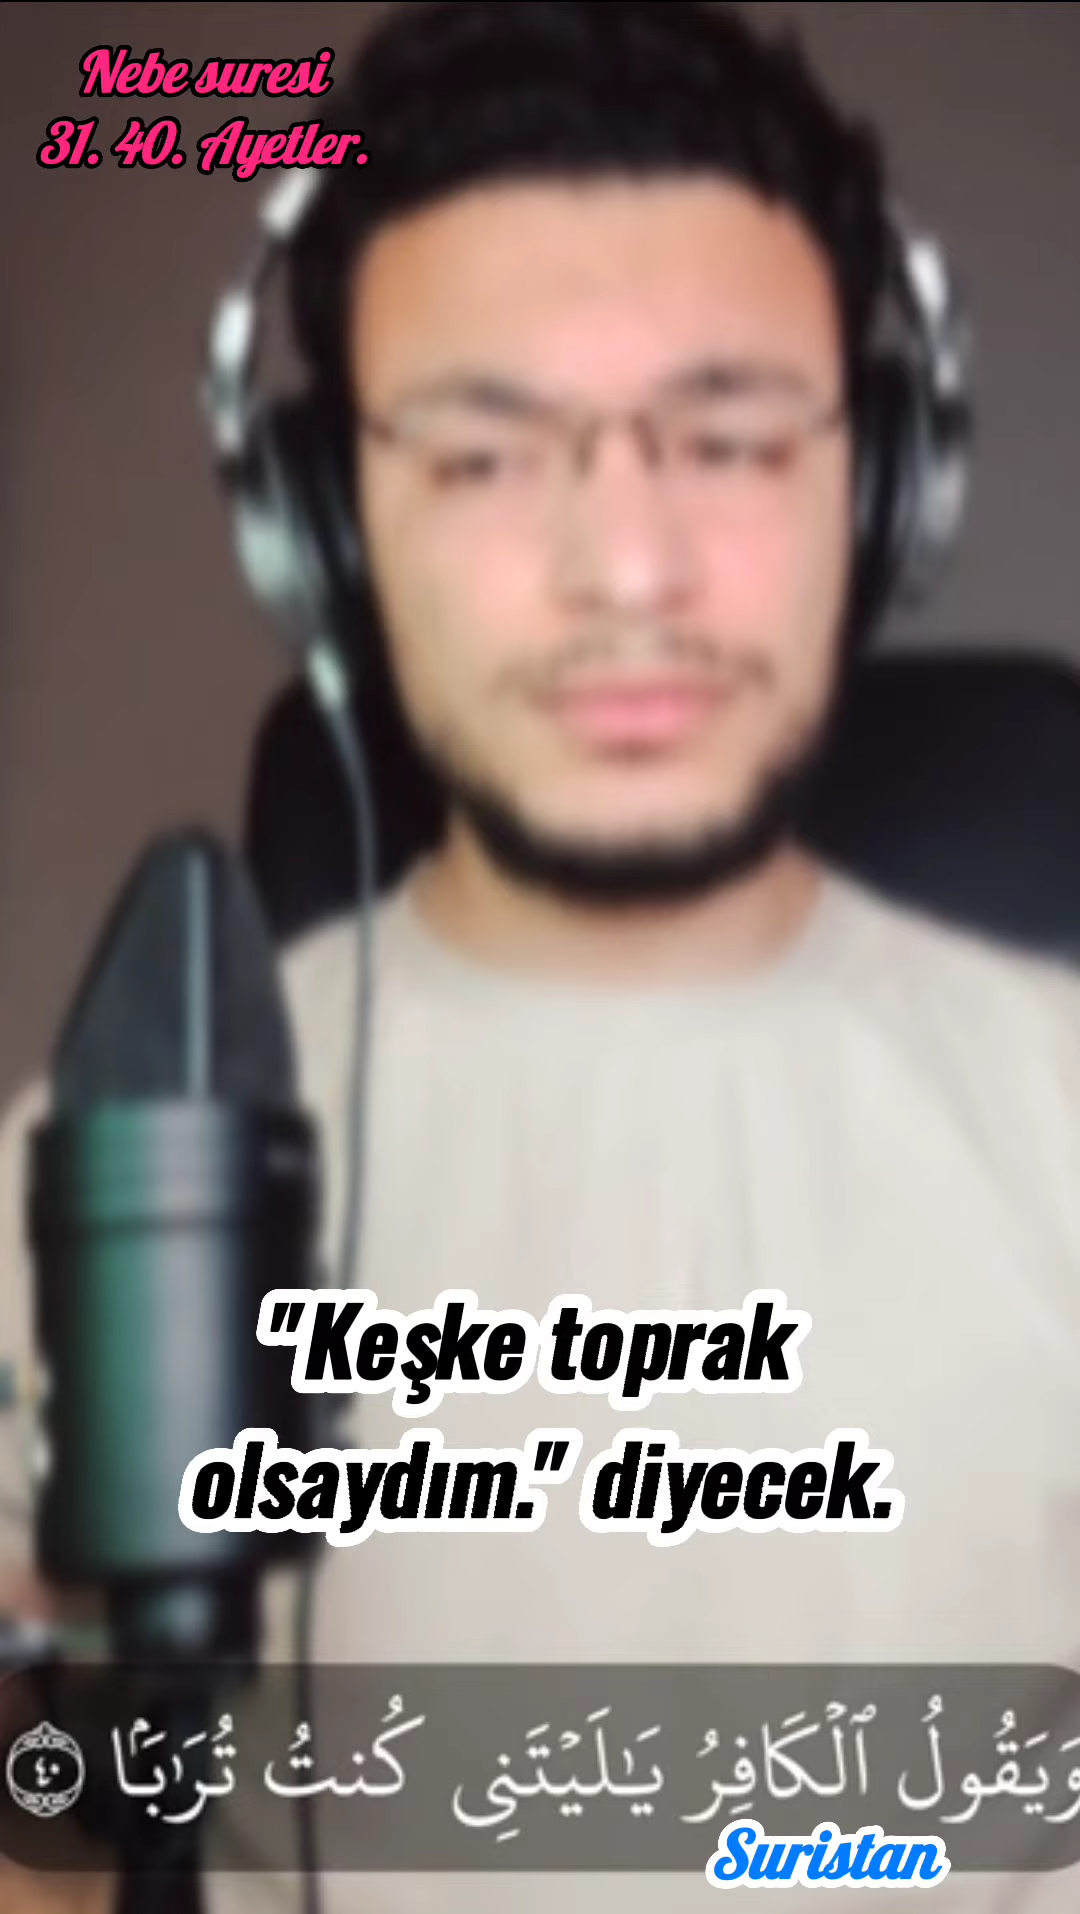 Nebe suresi
31. 40. Ayetler.
"Keşke toprak
olsaydım." diyecek.
وَيَقُولُ ٱلْكَافِرُ يَـٰلَيْتَنِى كُنتُ تُرَٰبَۢا ٤٠
Suristan